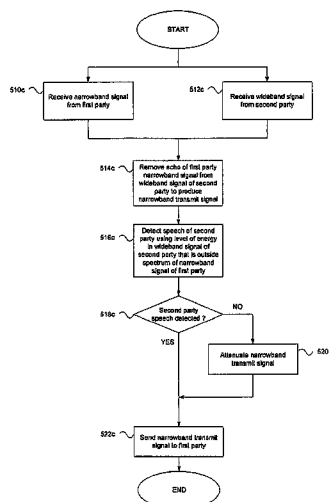 START
510c
Receive narrowband signal
from first party
512c
Receive wideband signal
from second party
514c
Remove echo of first party
narrowband signal from
wideband signal of second
party to produce
narrowband transmit signal
516c
Detect speech of second
party using level of energy
in wideband signal of
second party that is outside
spectrum of narrowband
signal of first party
518c
Second party
speech detected ?
NO
YES
Attenuate narrowband
transmit signal
520
522c
Send narrowband transmit
signal to first party
END